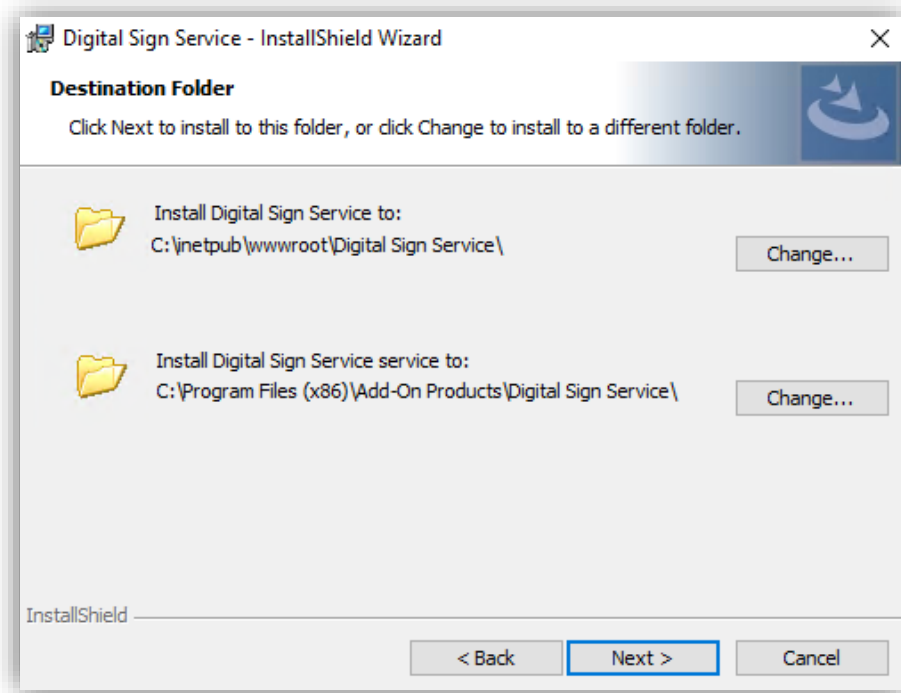 Digital Sign Service - InstallShield Wizard
Destination Folder
Click Next to install to this folder, or click Change to install to a different folder.
Install Digital Sign Service to:
C:\inetpub\wwwroot\Digital Sign Service\
Change...
Install Digital Sign Service service to:
C:\Program Files (x86)\Add-On Products\Digital Sign Service\
Change...
InstallShield
< Back
Next >
Cancel